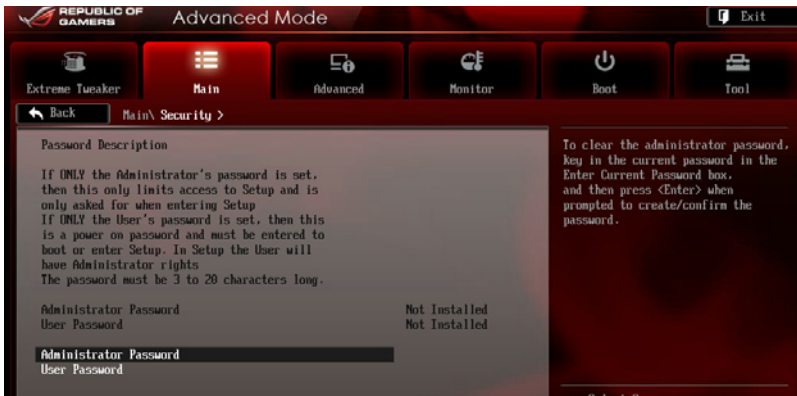 REPUBLIC OF
GAMERS
Advanced Mode
Exit
Extreme Tweaker
Main
Advanced
Monitor
Boot
Tool
Back
Main\ Security >
Password Description
If ONLY the Administrator's password is set,
then this only limits access to Setup and is
only asked for when entering Setup
If ONLY the User's password is set, then this
is a power on password and must be entered to
boot or enter Setup. In Setup the User will
have Administrator rights
The password must be 3 to 20 characters long.
Administrator Password Not Installed
User Password Not Installed
Administrator Password
User Password
To clear the administrator password,
key in the current password in the
Enter Current Password box,
and then press <Enter> when
prompted to create/confirm the
password.